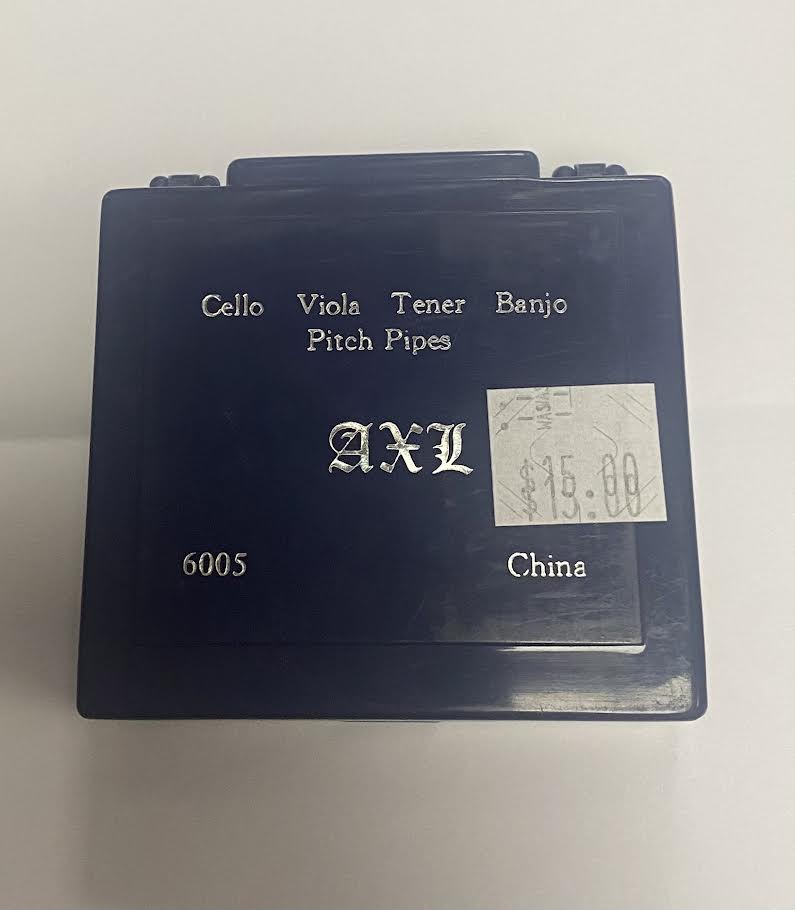 Cello Viola Tener Banjo
Pitch Pipes
AXL
$15.00
6005 China